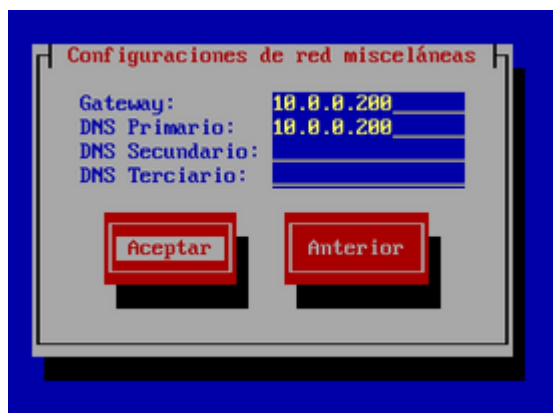 Configuraciones de red misceláneas
Gateway: 10.0.0.200
DNS Primario: 10.0.0.200
DNS Secundario:
DNS Terciario:
Aceptar Anterior